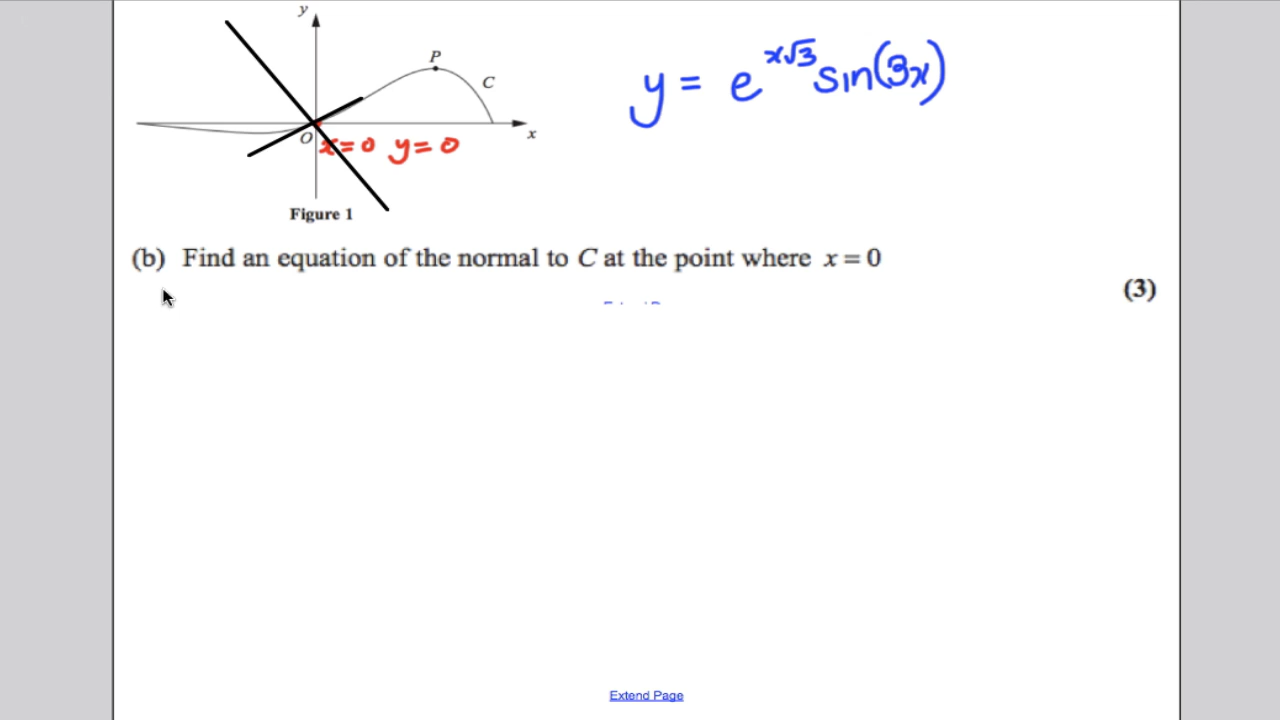 y
P
C
y = e^{x√3} sin(3x)
O
x
x=0 y=0
Figure 1
(b) Find an equation of the normal to C at the point where x = 0
(3)
Extend Page